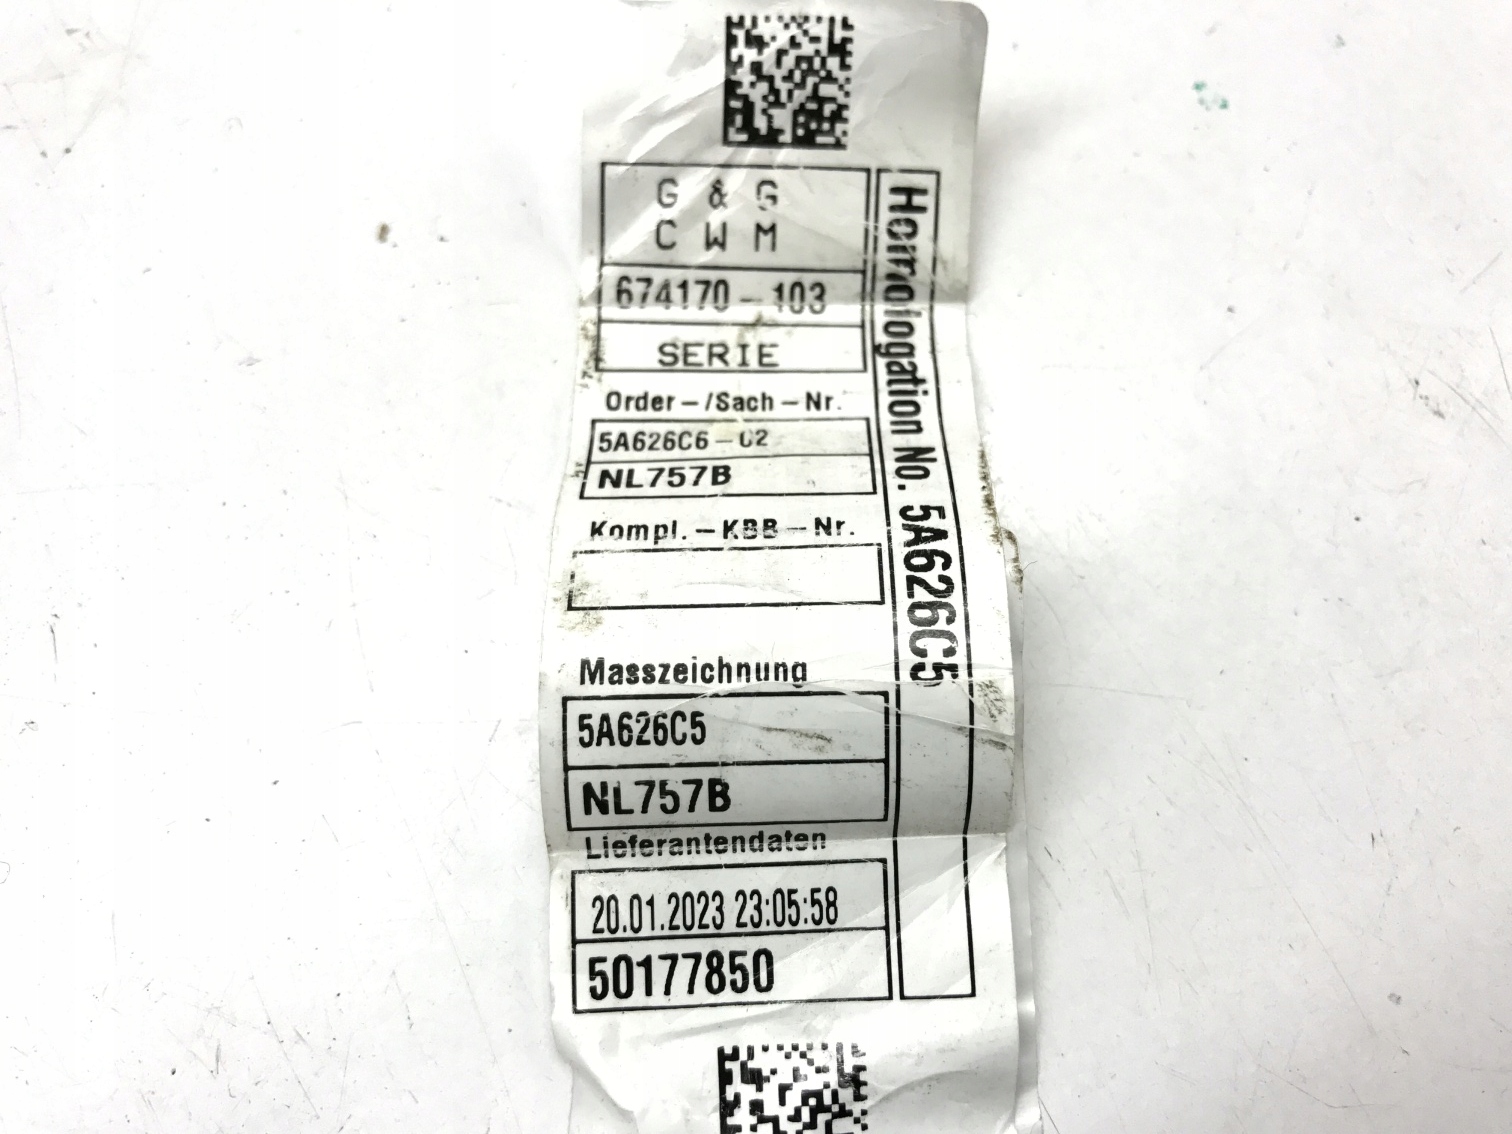 G & G
C W M
674170-103
SERIE
Order-/Sach-Nr.
5A626C6-02
NL757B
Kompl.-KBB-Nr.
Masszeichnung
5A626C5
NL757B
Lieferantendaten
20.01.2023 23:05:58
50177850
Homologation No. 5A626C5